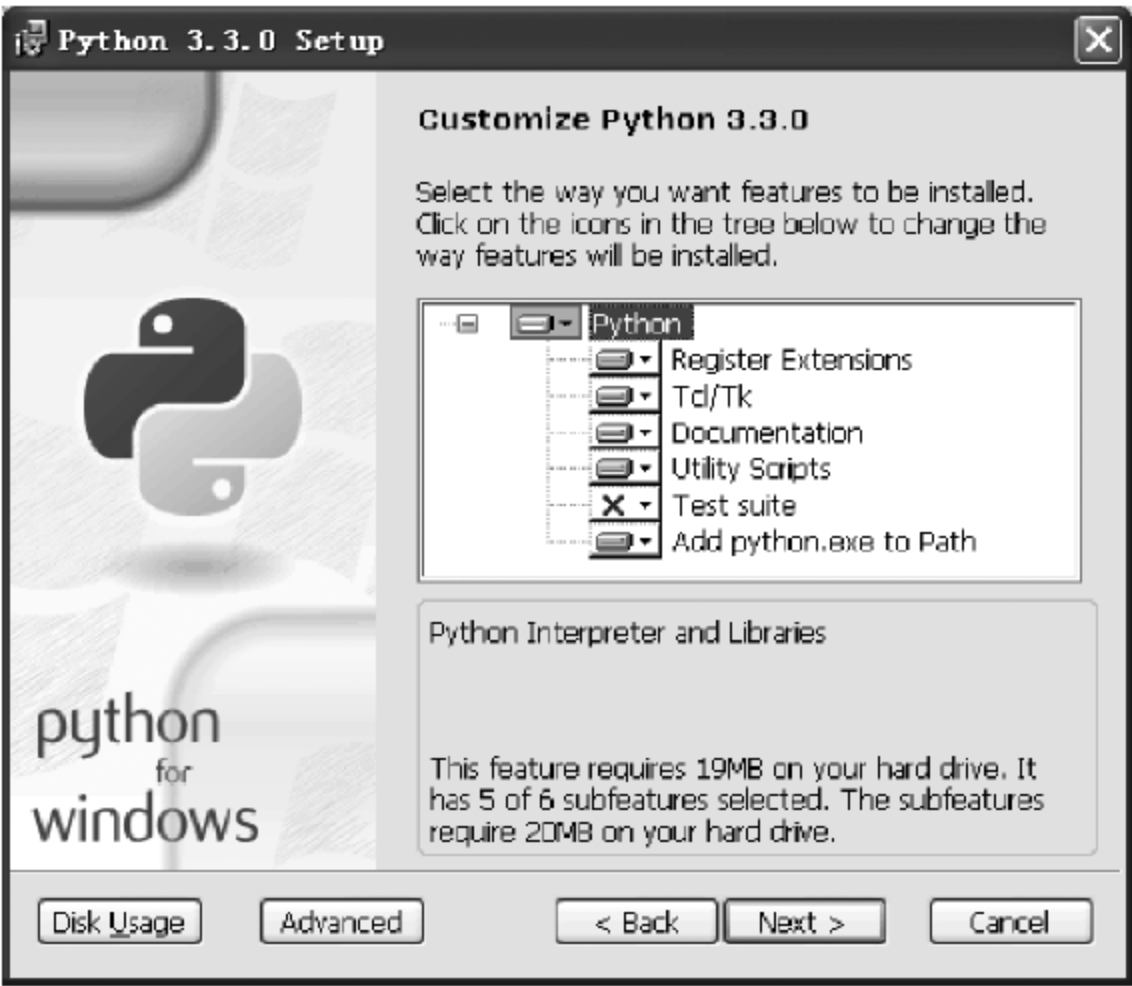 Python 3.3.0 Setup
Customize Python 3.3.0
Select the way you want features to be installed.
Click on the icons in the tree below to change the
way features will be installed.
Python
Register Extensions
Tcl/Tk
Documentation
Utility Scripts
Test suite
Add python.exe to Path
Python Interpreter and Libraries
This feature requires 19MB on your hard drive. It
has 5 of 6 subfeatures selected. The subfeatures
require 20MB on your hard drive.
python
for
windows
Disk Usage
Advanced
< Back
Next >
Cancel